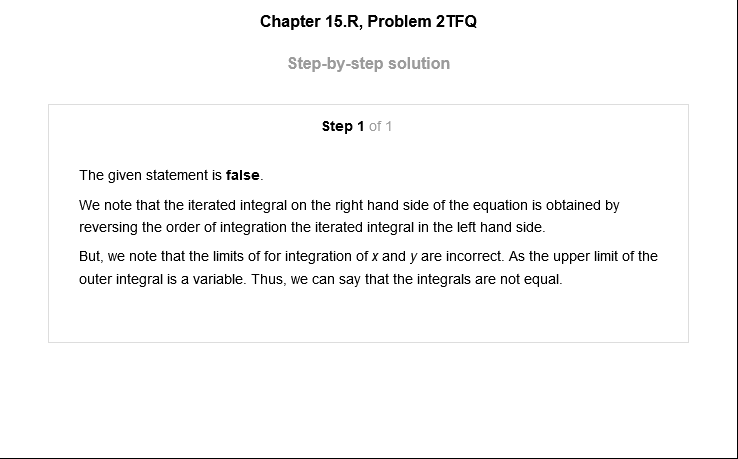 Chapter 15.R, Problem 2TFQ
Step-by-step solution
Step 1 of 1
The given statement is false.
We note that the iterated integral on the right hand side of the equation is obtained by
reversing the order of integration the iterated integral in the left hand side.
But, we note that the limits of for integration of x and y are incorrect. As the upper limit of the
outer integral is a variable. Thus, we can say that the integrals are not equal.